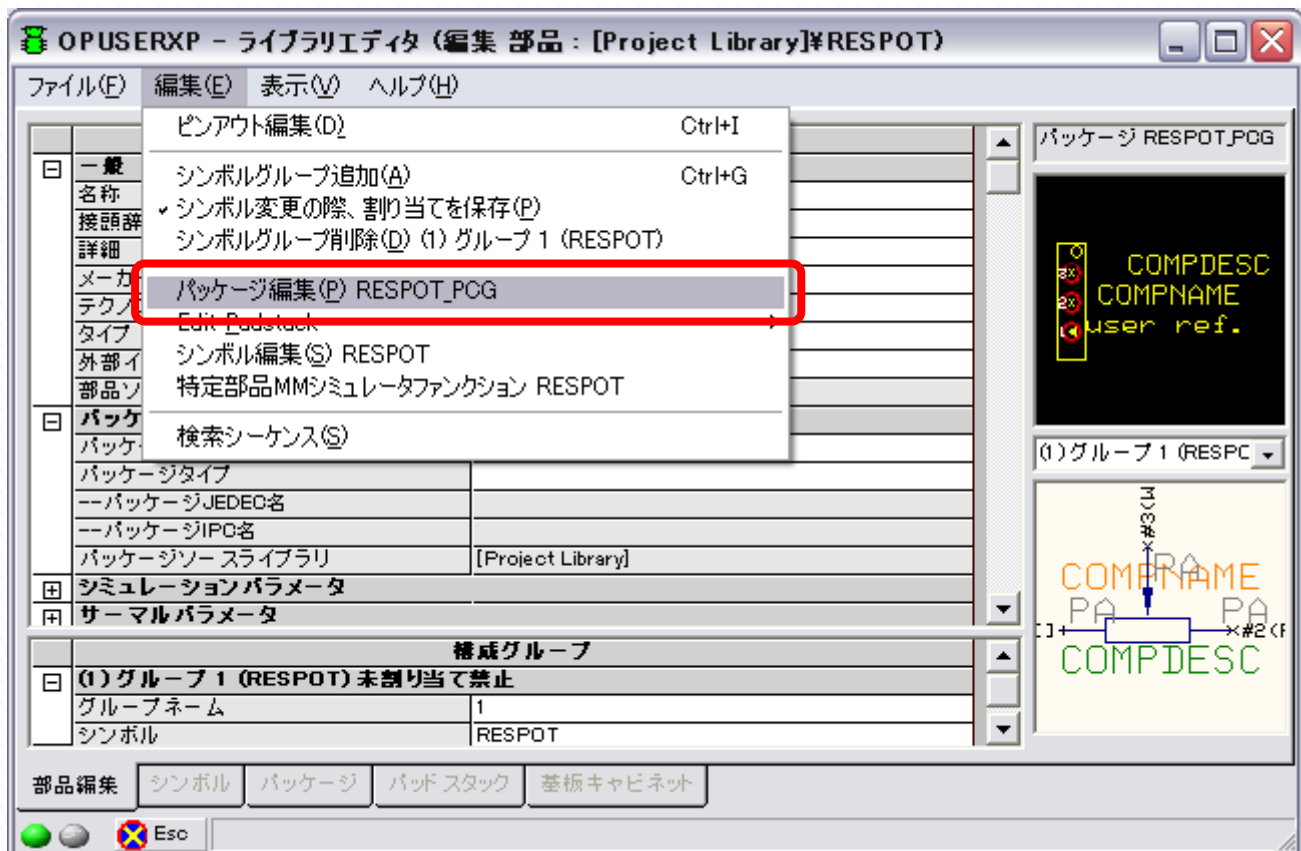 OPUSERXP - ライブラリエディタ (編集 部品 : [Project Library]¥RESPOT)
ファイル(F) 編集(E) 表示(V) ヘルプ(H)
ピンアウト編集(D) Ctrl+I
シンボルグループ追加(A) Ctrl+G
シンボル変更の際、割り当てを保存(P)
シンボルグループ削除(D) (1) グループ 1 (RESPOT)
パッケージ編集(P) RESPOT_PCG
Edit Padstack
シンボル編集(S) RESPOT
特定部品MMシミュレータファンクション RESPOT
検索シーケンス(S)
一般
名称
接頭辞
詳細
メーカ
テクノ
タイプ
外部イ
部品ソ
パッケ
パッケー
パッケージタイプ
--パッケージJEDEC名
--パッケージIPC名
パッケージソースライブラリ [Project Library]
シミュレーションパラメータ
サーマルパラメータ
構成グループ
(1) グループ 1 (RESPOT) 未割り当て禁止
グループネーム 1
シンボル RESPOT
パッケージ RESPOT_PCG
COMPDESC
COMPNAME
user ref.
(1)グループ 1 (RESPC
#3(M
COMPNAME
PA
PA PA
#2(F
COMPDESC
部品編集 シンボル パッケージ パッドスタック 基板キャビネット
Esc